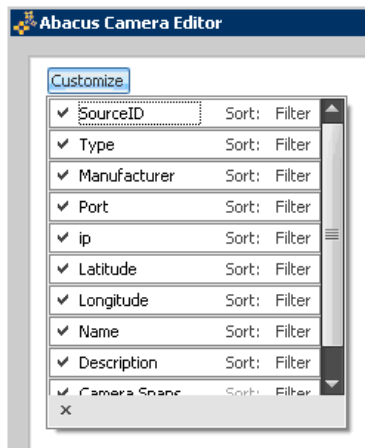 Abacus Camera Editor
Customize
SourceID Sort: Filter
Type Sort: Filter
Manufacturer Sort: Filter
Port Sort: Filter
ip Sort: Filter
Latitude Sort: Filter
Longitude Sort: Filter
Name Sort: Filter
Description Sort: Filter
Camera Snaps Sort: Filter